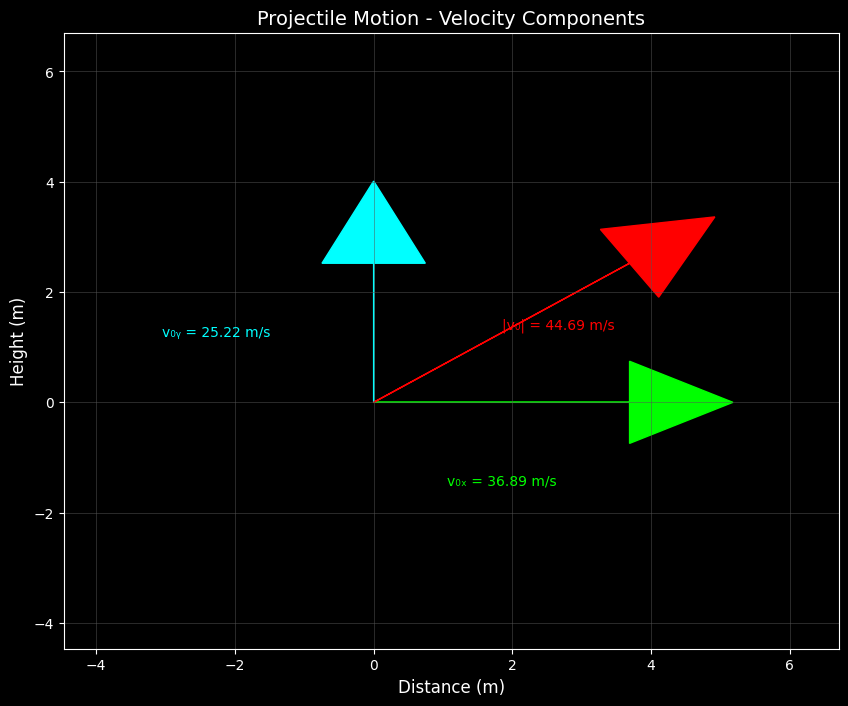 Projectile Motion - Velocity Components
Height (m)
6
4
2
0
−2
−4
v₀ᵧ = 25.22 m/s
|v₀| = 44.69 m/s
v₀ₓ = 36.89 m/s
−4
−2
0
2
4
6
Distance (m)